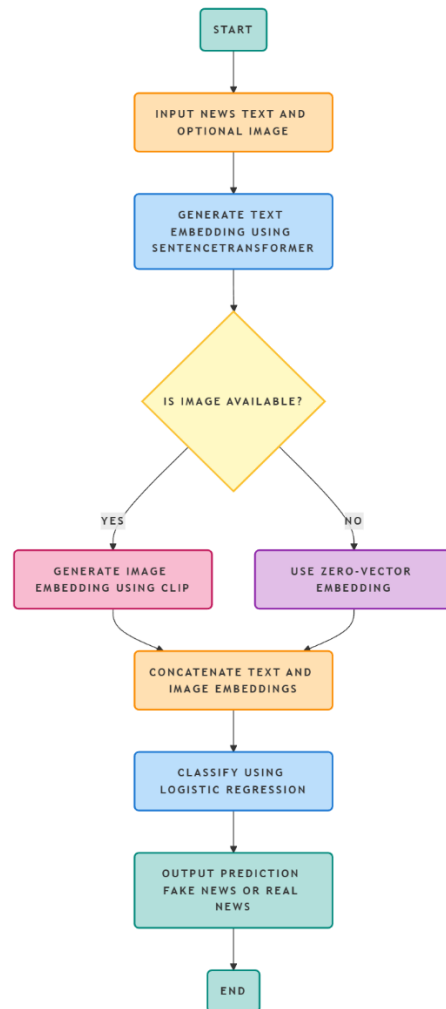 START
INPUT NEWS TEXT AND
OPTIONAL IMAGE
GENERATE TEXT
EMBEDDING USING
SENTENCETRANSFORMER
IS IMAGE AVAILABLE?
YES
NO
GENERATE IMAGE
EMBEDDING USING CLIP
USE ZERO-VECTOR
EMBEDDING
CONCATENATE TEXT AND
IMAGE EMBEDDINGS
CLASSIFY USING
LOGISTIC REGRESSION
OUTPUT PREDICTION
FAKE NEWS OR REAL
NEWS
END